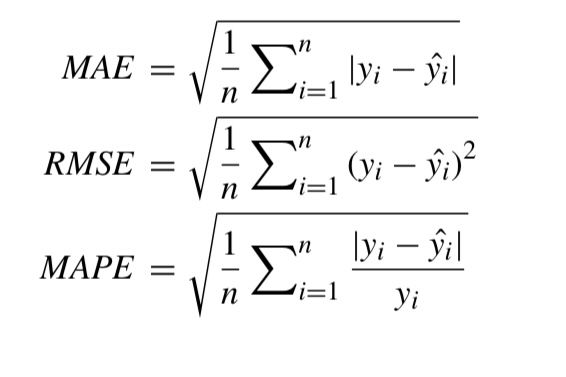 $MAE = \sqrt{\frac{1}{n} \sum_{i=1}^{n} |y_i - \hat{y}_i|}$
$RMSE = \sqrt{\frac{1}{n} \sum_{i=1}^{n} (y_i - \hat{y}_i)^2}$
$MAPE = \sqrt{\frac{1}{n} \sum_{i=1}^{n} \frac{|y_i - \hat{y}_i|}{y_i}}$